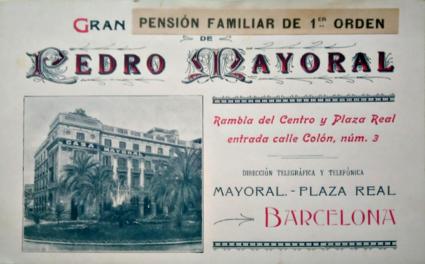 GRAN PENSIÓN FAMILIAR DE 1ER ORDEN
DE
PEDRO MAYORAL
Rambla del Centro y Plaza Real
entrada calle Colón, núm. 3
DIRECCIÓN TELEGRÁFICA Y TELEFÓNICA
MAYORAL.-PLAZA REAL
BARCELONA